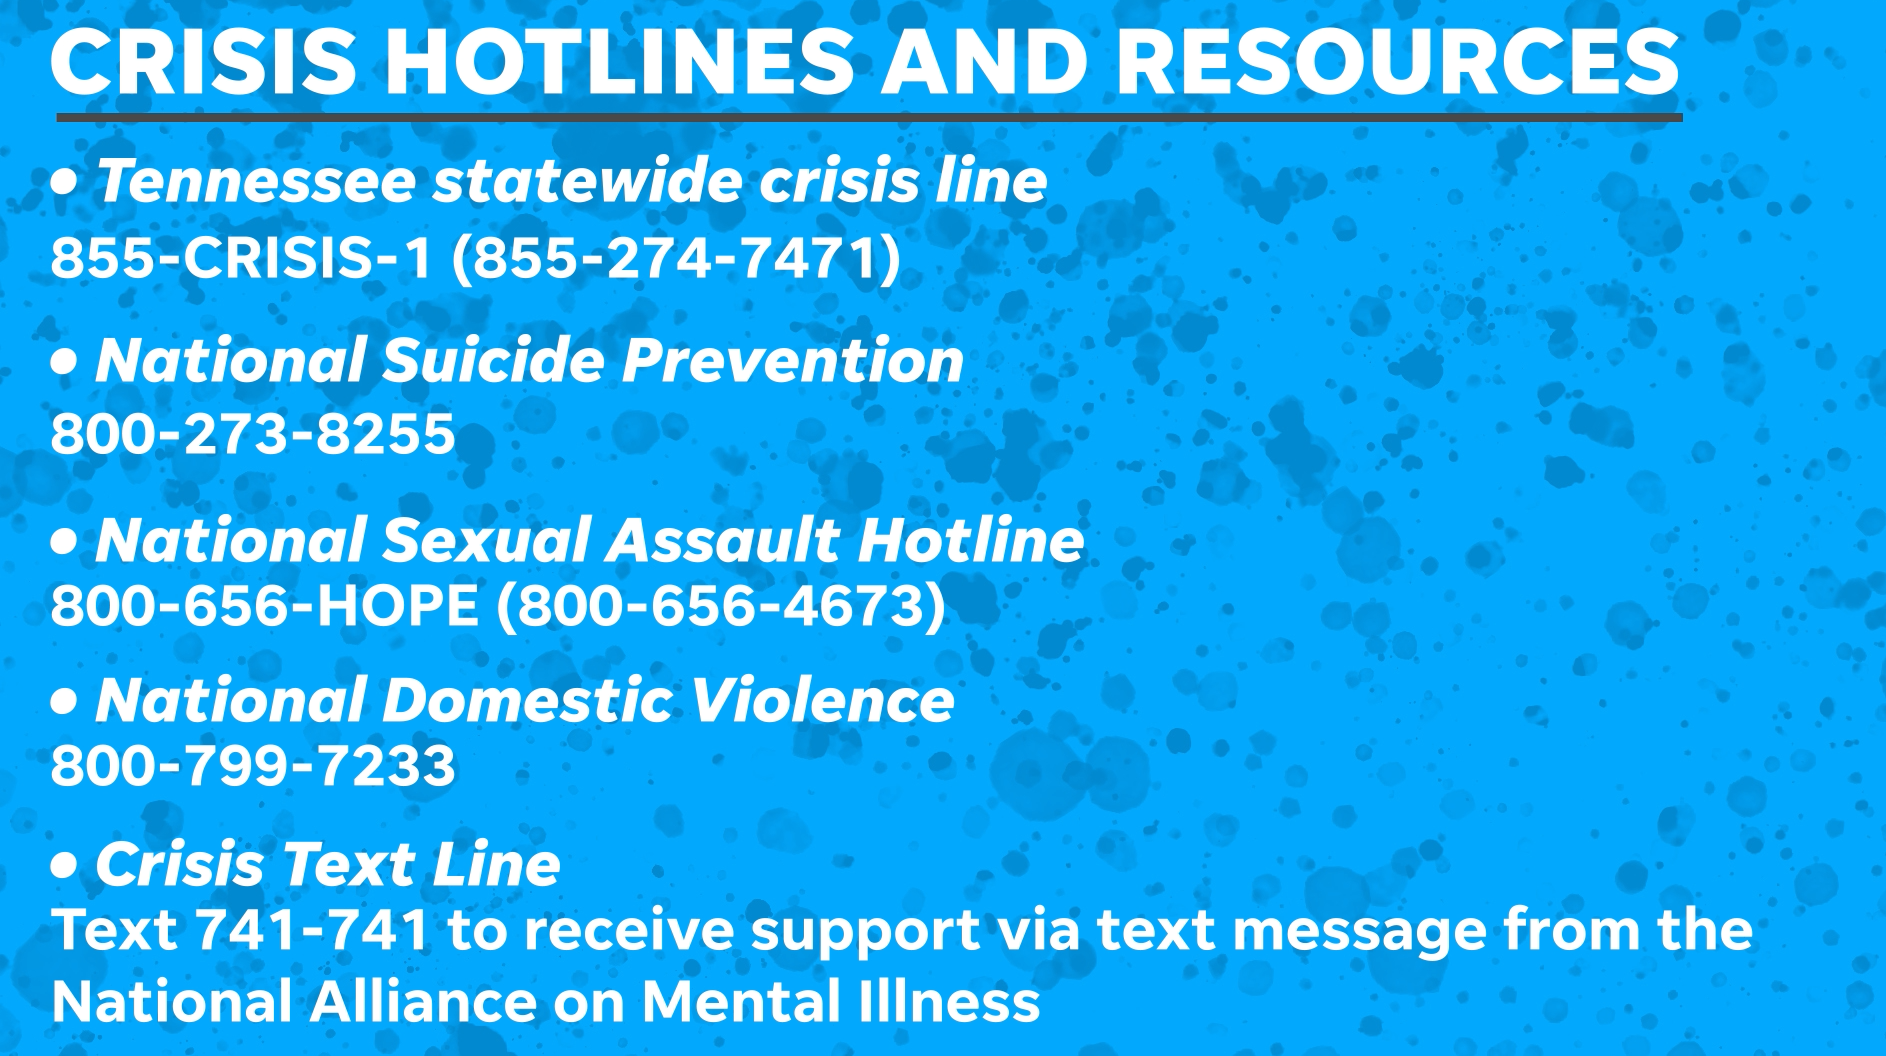 CRISIS HOTLINES AND RESOURCES
• Tennessee statewide crisis line
855-CRISIS-1 (855-274-7471)
• National Suicide Prevention
800-273-8255
• National Sexual Assault Hotline
800-656-HOPE (800-656-4673)
• National Domestic Violence
800-799-7233
• Crisis Text Line
Text 741-741 to receive support via text message from the
National Alliance on Mental Illness